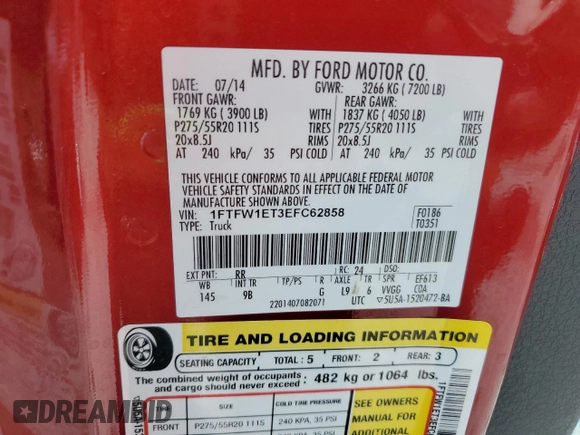 MFD. BY FORD MOTOR CO.
DATE: 07/14 GVWR: 3266 KG (7200 LB)
FRONT GAWR: REAR GAWR:
1769 KG (3900 LB) WITH 1837 KG (4050 LB) WITH
P275/55R20 111S TIRES P275/55R20 111S TIRES
20x8.5J RIMS 20x8.5J RIMS
AT 240 kPa/ 35 PSI COLD AT 240 kPa/ 35 PSI COLD
THIS VEHICLE CONFORMS TO ALL APPLICABLE FEDERAL MOTOR
VEHICLE SAFETY STANDARDS IN EFFECT ON THE DATE OF
MANUFACTURE SHOWN ABOVE.
VIN: 1FTFW1ET3EFC62858 F0186
TYPE: Truck T0351
EXT PNT: RR RC: 24 DSO:
WB INT TR TP/PS R AXLE TR SPR EF613
145 9B G L9 6 VVGG CDA
2201407082071 UTC ▽5U5A-1520472-BA
TIRE AND LOADING INFORMATION
SEATING CAPACITY TOTAL: 5 FRONT: 2 REAR: 3
The combined weight of occupants
and cargo should never exceed: 482 kg or 1064 lbs.
TIRE SIZE COLD TIRE PRESSURE SEE OWNERS
FRONT P275/55R20 111S 240 KPA, 35 PSI MANUAL FOR
ADDITIONAL
DREAMBID